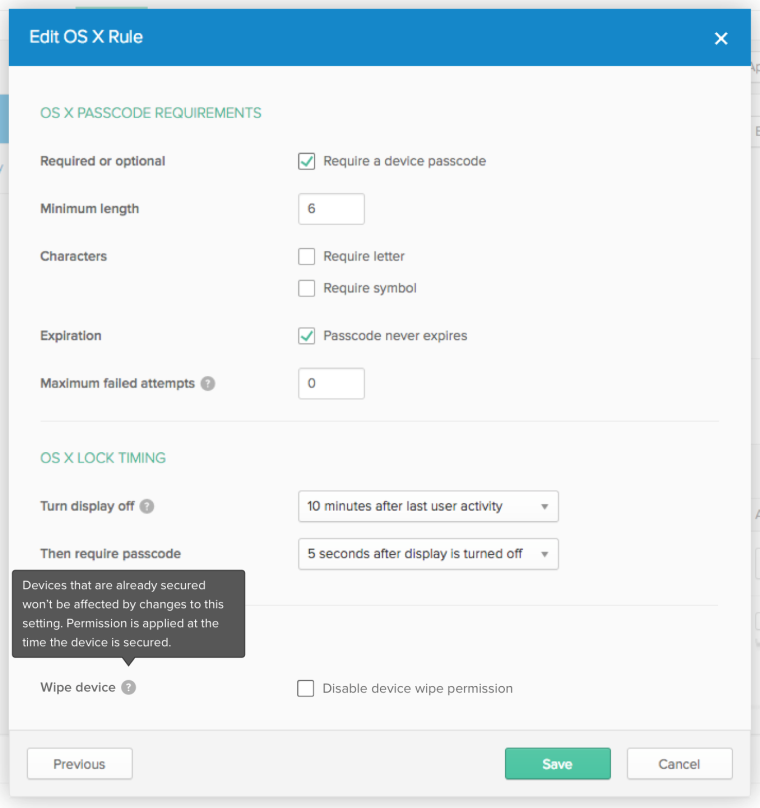 Edit OS X Rule
OS X PASSCODE REQUIREMENTS
Required or optional
Require a device passcode
Minimum length
6
Characters
Require letter
Require symbol
Expiration
Passcode never expires
Maximum failed attempts ?
0
OS X LOCK TIMING
Turn display off ?
10 minutes after last user activity
Then require passcode
5 seconds after display is turned off
Devices that are already secured
won't be affected by changes to this
setting. Permission is applied at the
time the device is secured.
Wipe device ?
Disable device wipe permission
Previous
Save
Cancel